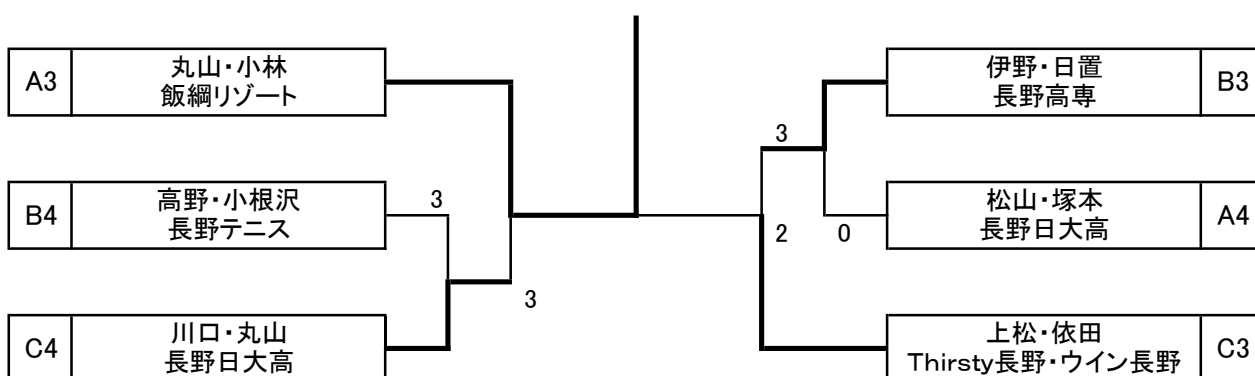 A3
丸山・小林
飯綱リゾート
B4
高野・小根沢
長野テニス
C4
川口・丸山
長野日大高
3
3
3
2
0
伊野・日置
長野高専
B3
松山・塚本
長野日大高
A4
上松・依田
Thirsty長野・ウイン長野
C3